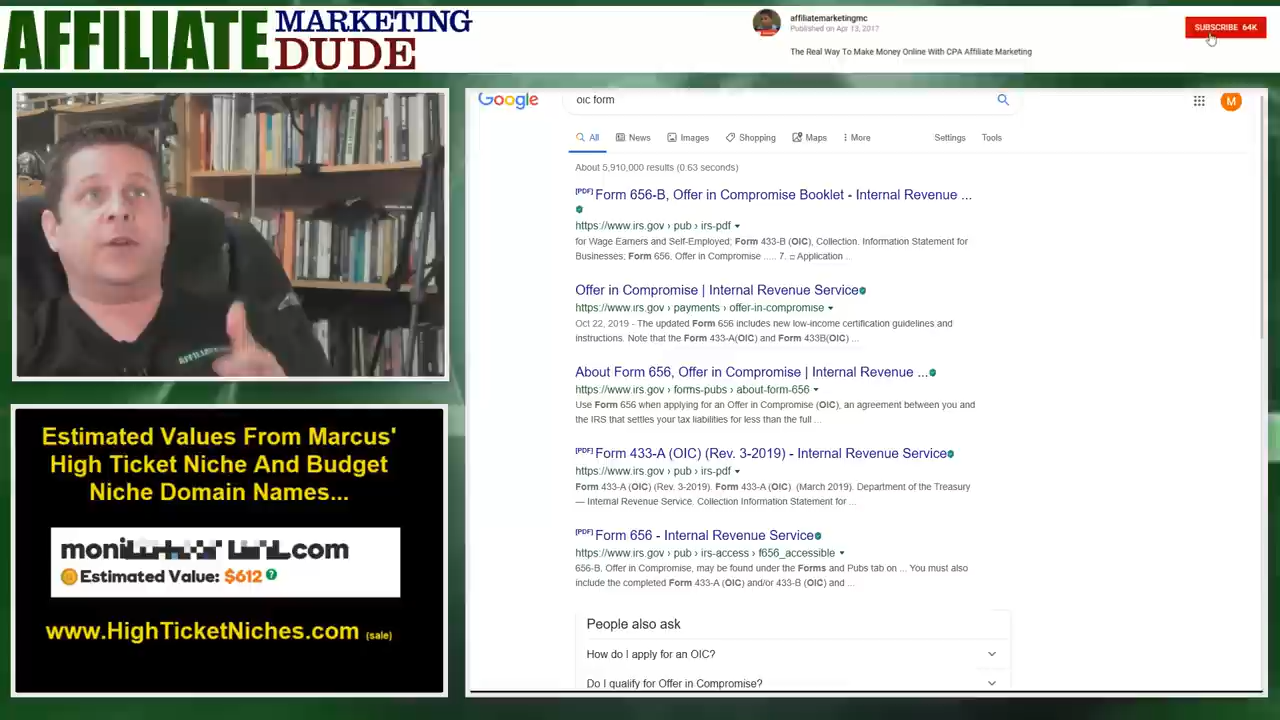 AFFILIATE MARKETING DUDE
affiliatemarketingmc
Published on Apr 13, 2017
The Real Way To Make Money Online With CPA Affiliate Marketing
SUBSCRIBE 64K
AFFILIATE
Estimated Values From Marcus'
High Ticket Niche And Budget
Niche Domain Names...
.com
Estimated Value: $612 ?
www.HighTicketNiches.com (sale)
Google
oic form
M
All News Images Shopping Maps More Settings Tools
About 5,910,000 results (0.63 seconds)
[PDF] Form 656-B, Offer in Compromise Booklet - Internal Revenue ...
https://www.irs.gov › pub › irs-pdf
for Wage Earners and Self-Employed; Form 433-B (OIC), Collection. Information Statement for
Businesses; Form 656. Offer in Compromise ..... 7. □ Application ...
Offer in Compromise | Internal Revenue Service
https://www.irs.gov › payments › offer-in-compromise
Oct 22, 2019 - The updated Form 656 includes new low-income certification guidelines and
instructions. Note that the Form 433-A(OIC) and Form 433B(OIC) ...
About Form 656, Offer in Compromise | Internal Revenue ...
https://www.irs.gov › forms-pubs › about-form-656
Use Form 656 when applying for an Offer in Compromise (OIC), an agreement between you and
the IRS that settles your tax liabilities for less than the full ...
[PDF] Form 433-A (OIC) (Rev. 3-2019) - Internal Revenue Service
https://www.irs.gov › pub › irs-pdf
Form 433-A (OIC) (Rev. 3-2019). Form 433-A (OIC). (March 2019). Department of the Treasury
— Internal Revenue Service. Collection Information Statement for ...
[PDF] Form 656 - Internal Revenue Service
https://www.irs.gov › pub › irs-access › f656_accessible
656-B. Offer in Compromise, may be found under the Forms and Pubs tab on ... You must also
include the completed Form 433-A (OIC) and/or 433-B (OIC) and ...
People also ask
How do I apply for an OIC?
Do I qualify for Offer in Compromise?